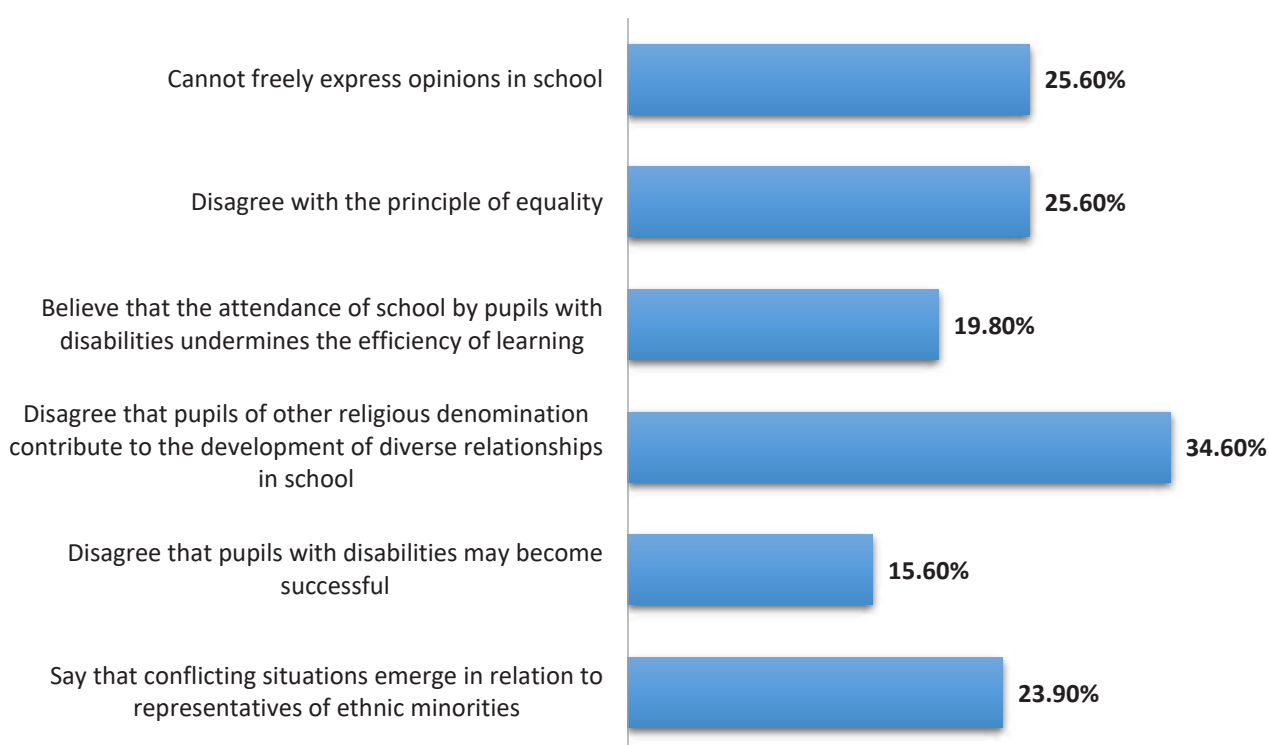 Cannot freely express opinions in school
25.60%
Disagree with the principle of equality
25.60%
Believe that the attendance of school by pupils with
disabilities undermines the efficiency of learning
19.80%
Disagree that pupils of other religious denomination
contribute to the development of diverse relationships
in school
34.60%
Disagree that pupils with disabilities may become
successful
15.60%
Say that conflicting situations emerge in relation to
representatives of ethnic minorities
23.90%